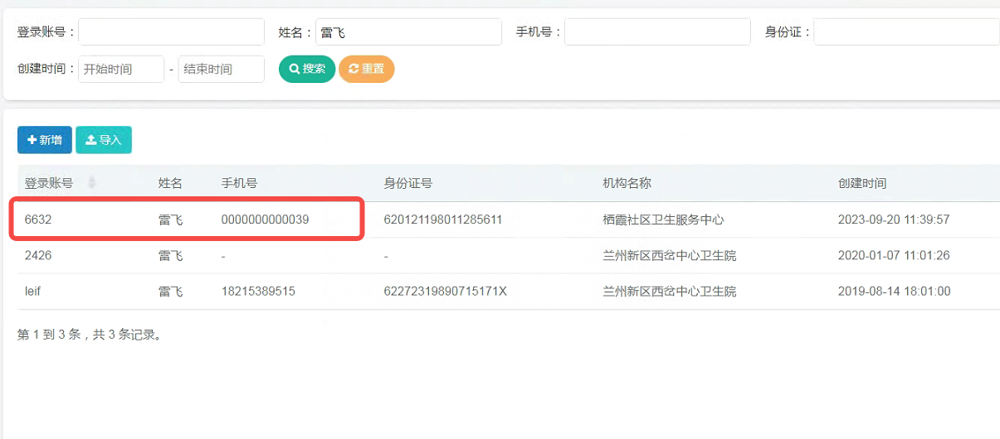 登录账号： 姓名：雷飞 手机号： 身份证：
创建时间：开始时间 - 结束时间 搜索 重置
新增 导入
登录账号 姓名 手机号 身份证号 机构名称 创建时间
6632 雷飞 0000000000039 620121198011285611 栖霞社区卫生服务中心 2023-09-20 11:39:57
2426 雷飞 - - 兰州新区西岔中心卫生院 2020-01-07 11:01:26
leif 雷飞 18215389515 62272319890715171X 兰州新区西岔中心卫生院 2019-08-14 18:01:00
第 1 到 3 条，共 3 条记录。